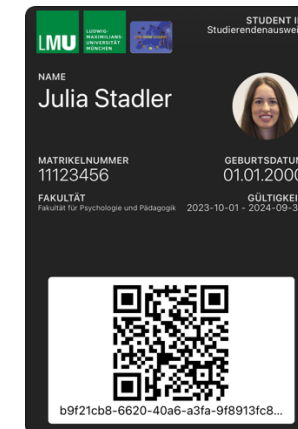 LMU
LUDWIG-
MAXIMILIANS-
UNIVERSITÄT
MÜNCHEN
STUDENT I
Studierendenauswei
NAME
Julia Stadler
MATRIKELNUMMER
11123456
GEBURTSDATUM
01.01.2000
FAKULTÄT
Fakultät für Psychologie und Pädagogik
GÜLTIGKEI
2023-10-01 - 2024-09-3
b9f21cb8-6620-40a6-a3fa-9f8913fc8...